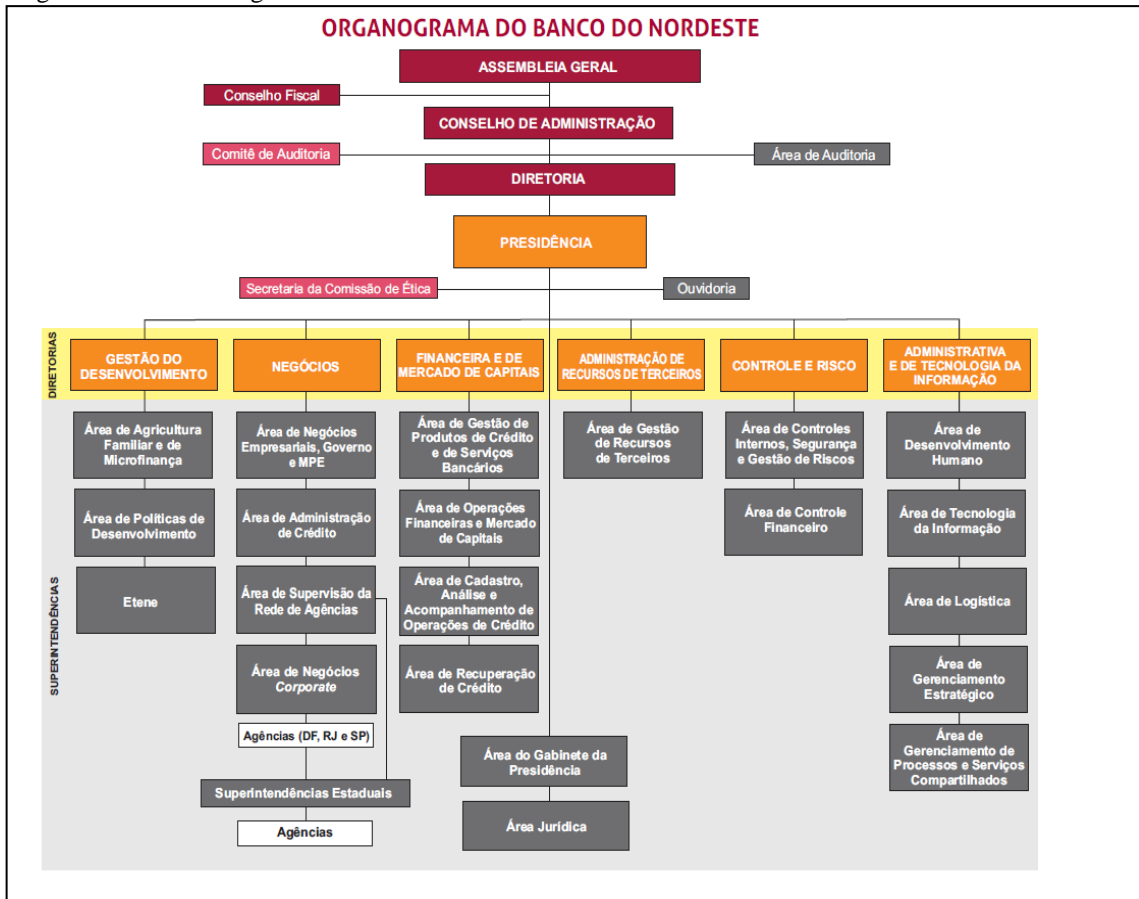 ORGANOGRAMA DO BANCO DO NORDESTE
ASSEMBLEIA GERAL
Conselho Fiscal
CONSELHO DE ADMINISTRAÇÃO
Comitê de Auditoria
Área de Auditoria
DIRETORIA
PRESIDÊNCIA
Secretaria da Comissão de Ética
Ouvidoria
DIRETORIAS
GESTÃO DO
DESENVOLVIMENTO
NEGÓCIOS
FINANCEIRA E DE
MERCADO DE CAPITAIS
ADMINISTRAÇÃO DE
RECURSOS DE TERCEIROS
CONTROLE E RISCO
ADMINISTRATIVA
E DE TECNOLOGIA DA
INFORMAÇÃO
SUPERINTENDÊNCIAS
Área de Agricultura
Familiar e de
Microfinança
Área de Políticas de
Desenvolvimento
Etene
Área de Negócios
Empresariais, Governo
e MPE
Área de Administração
de Crédito
Área de Supervisão da
Rede de Agências
Área de Negócios
Corporate
Agências (DF, RJ e SP)
Superintendências Estaduais
Agências
Área de Gestão de
Produtos de Crédito
e de Serviços
Bancários
Área de Operações
Financeiras e Mercado
de Capitais
Área de Cadastro,
Análise e
Acompanhamento de
Operações de Crédito
Área de Recuperação
de Crédito
Área do Gabinete da
Presidência
Área Jurídica
Área de Gestão
de Recursos
de Terceiros
Área de Controles
Internos, Segurança
e Gestão de Riscos
Área de Controle
Financeiro
Área de
Desenvolvimento
Humano
Área de Tecnologia
da Informação
Área de Logística
Área de
Gerenciamento
Estratégico
Área de
Gerenciamento de
Processos e Serviços
Compartilhados